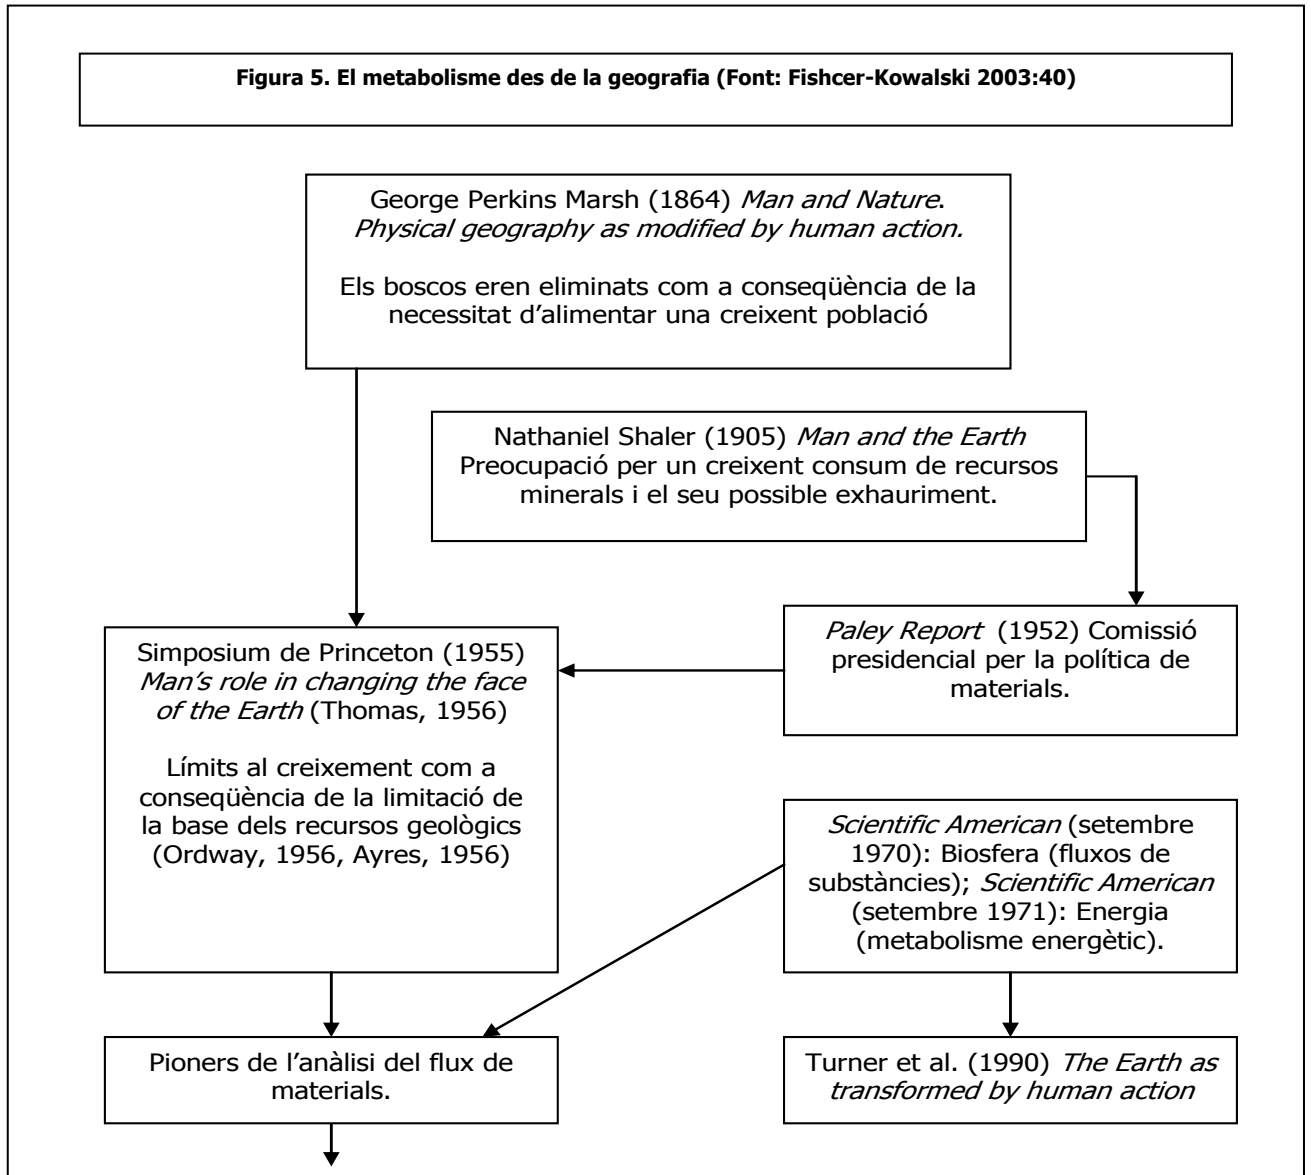 Figura 5. El metabolisme des de la geografia (Font: Fishcer-Kowalski 2003:40)
George Perkins Marsh (1864) Man and Nature.
Physical geography as modified by human action.
Els boscos eren eliminats com a conseqüència de la
necessitat d’alimentar una creixent població
Nathaniel Shaler (1905) Man and the Earth
Preocupació per un creixent consum de recursos
minerals i el seu possible exhauriment.
Simposium de Princeton (1955)
Man’s role in changing the face
of the Earth (Thomas, 1956)
Límits al creixement com a
conseqüència de la limitació de
la base dels recursos geològics
(Ordway, 1956, Ayres, 1956)
Paley Report (1952) Comissió
presidencial per la política de
materials.
Scientific American (setembre
1970): Biosfera (fluxos de
substàncies); Scientific American
(setembre 1971): Energia
(metabolisme energètic).
Pioners de l’anàlisi del flux de
materials.
Turner et al. (1990) The Earth as
transformed by human action